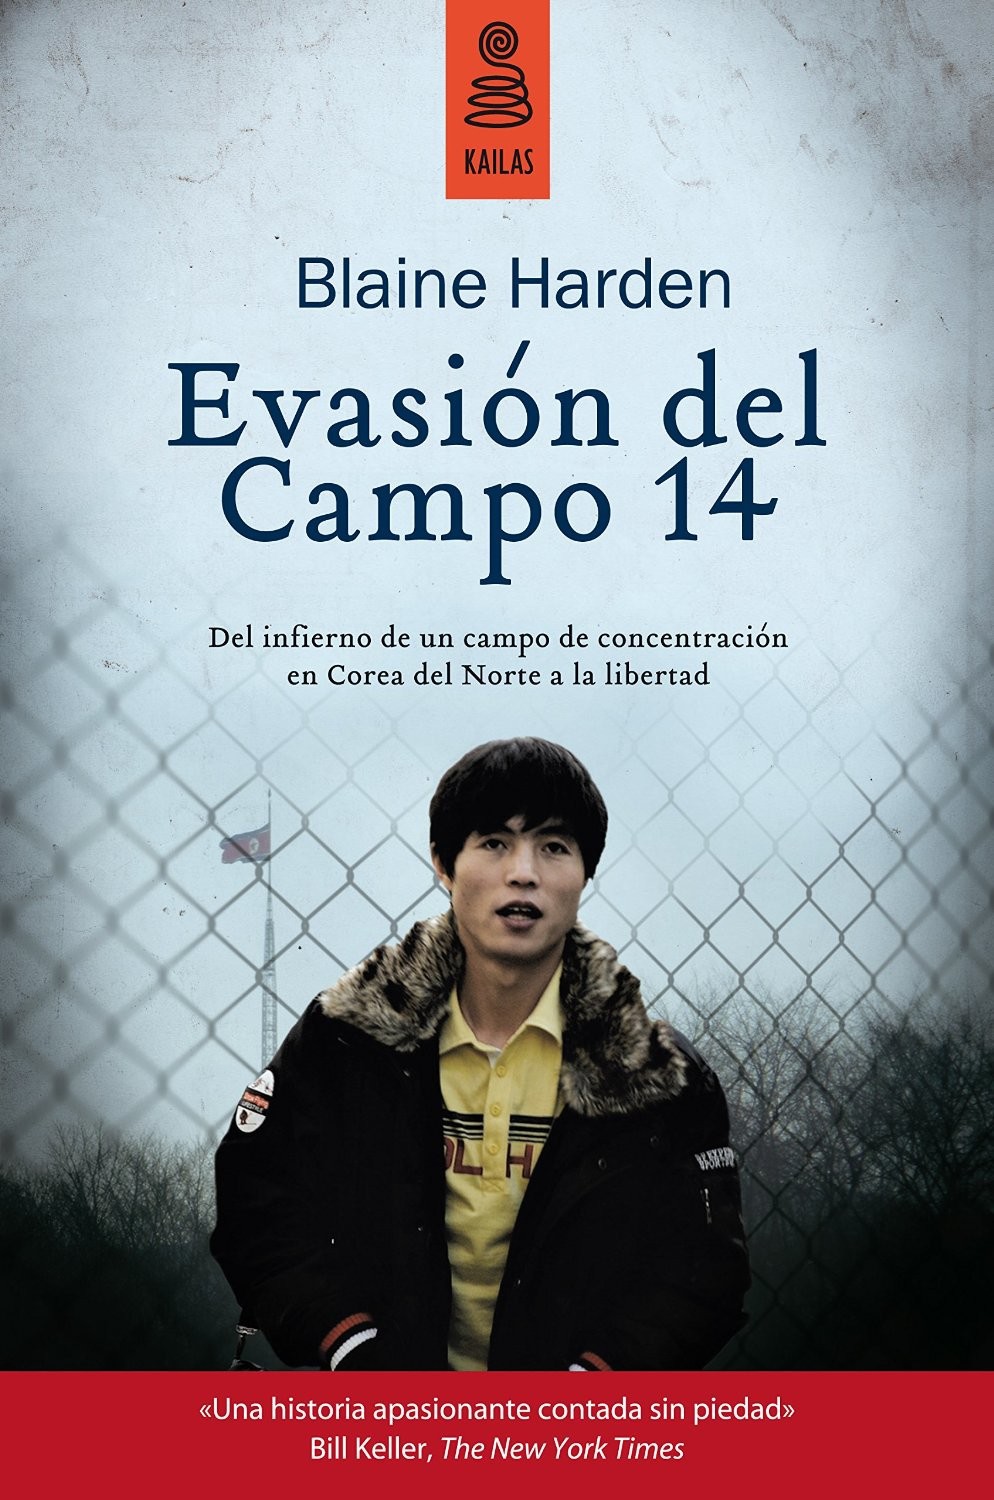 KAILAS
Blaine Harden
Evasión del
Campo 14
Del infierno de un campo de concentración
en Corea del Norte a la libertad
«Una historia apasionante contada sin piedad»
Bill Keller, The New York Times